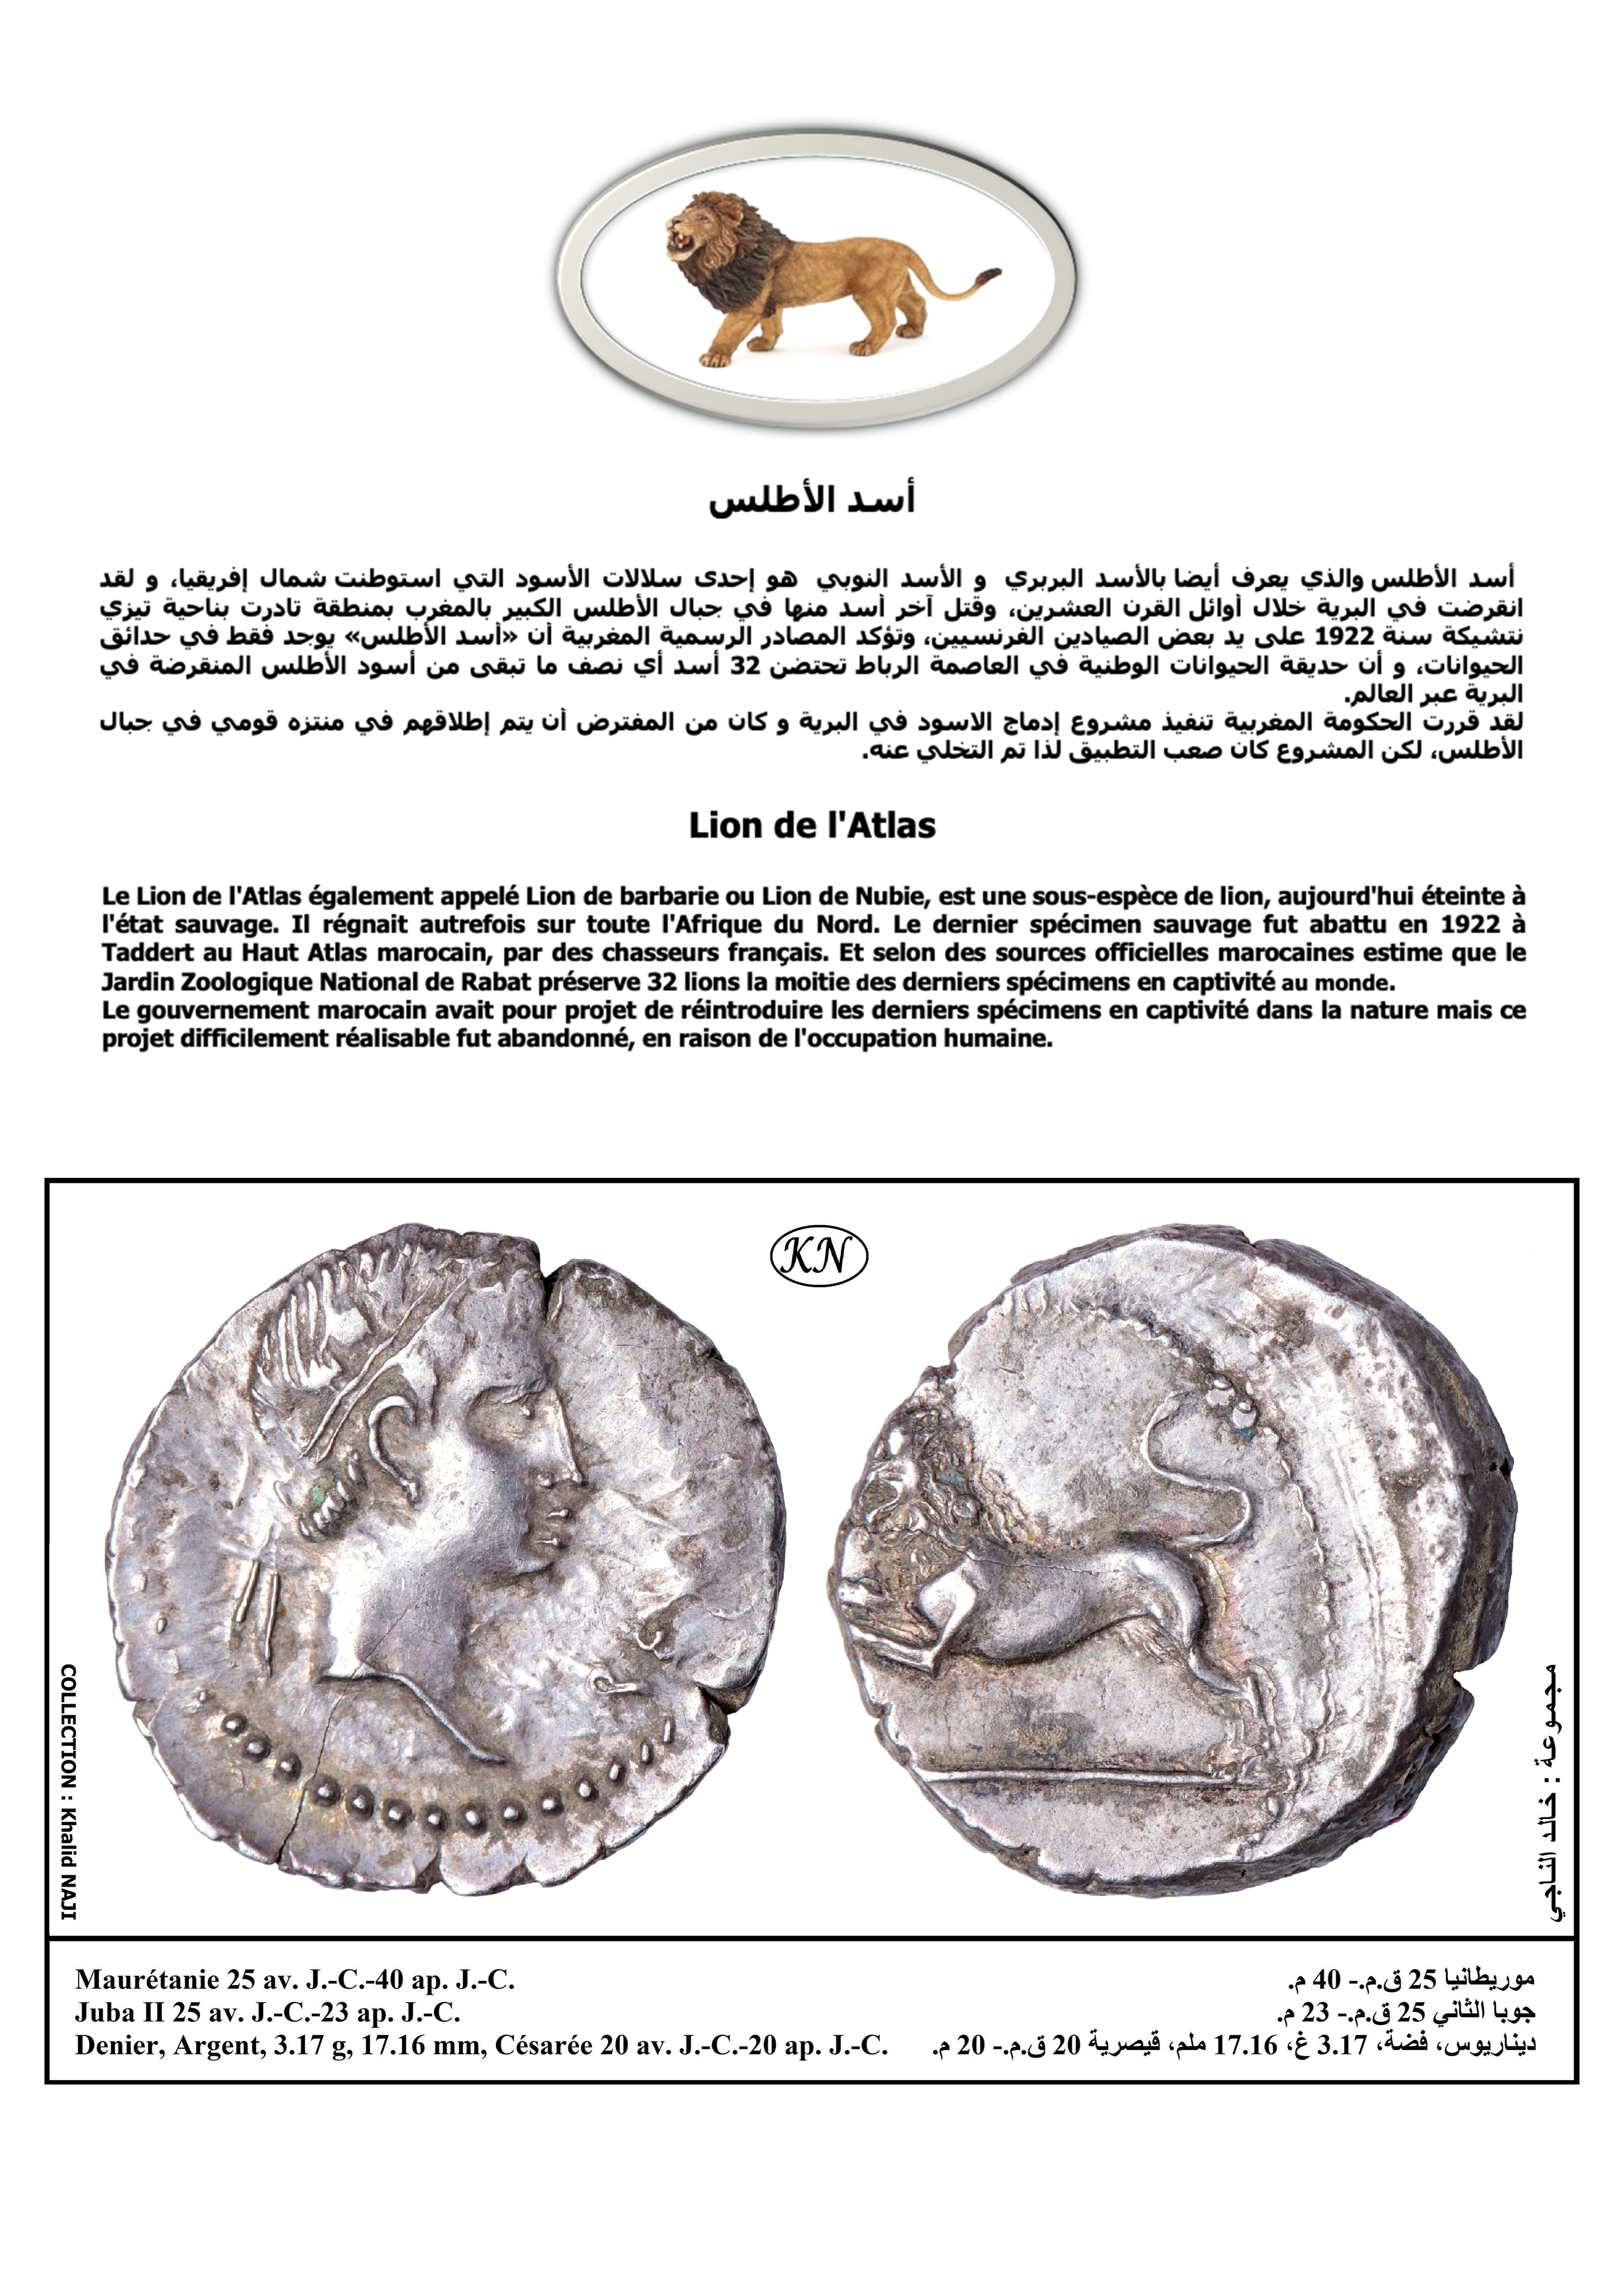 أسد الأطلس
أسد الأطلس والذي يعرف أيضا بالأسد البربري و الأسد النوبي هو إحدى سلالات الأسود التي استوطنت شمال إفريقيا، و لقد
انقرضت في البرية خلال أوائل القرن العشرين، وقتل آخر أسد منها في جبال الأطلس الكبير بالمغرب بمنطقة تادرت بناحية تيزي
نتشيكة سنة 1922 على يد بعض الصيادين الفرنسيين، وتؤكد المصادر الرسمية المغربية أن «أسد الأطلس» يوجد فقط في حدائق
الحيوانات، و أن حديقة الحيوانات الوطنية في العاصمة الرباط تحتضن 32 أسد أي نصف ما تبقى من أسود الأطلس المنقرضة في
البرية عبر العالم.
لقد قررت الحكومة المغربية تنفيذ مشروع إدماج الاسود في البرية و كان من المفترض أن يتم إطلاقهم في منتزه قومي في جبال
الأطلس، لكن المشروع كان صعب التطبيق لذا تم التخلي عنه.
Lion de l'Atlas
Le Lion de l'Atlas également appelé Lion de barbarie ou Lion de Nubie, est une sous-espèce de lion, aujourd'hui éteinte à
l'état sauvage. Il régnait autrefois sur toute l'Afrique du Nord. Le dernier spécimen sauvage fut abattu en 1922 à
Taddert au Haut Atlas marocain, par des chasseurs français. Et selon des sources officielles marocaines estime que le
Jardin Zoologique National de Rabat préserve 32 lions la moitie des derniers spécimens en captivité au monde.
Le gouvernement marocain avait pour projet de réintroduire les derniers spécimens en captivité dans la nature mais ce
projet difficilement réalisable fut abandonné, en raison de l'occupation humaine.
KN
COLLECTION : Khalid NAJI
مجموعة : خالد الناجي
Maurétanie 25 av. J.-C.-40 ap. J.-C.
موريطانيا 25 ق.م.- 40 م.
Juba II 25 av. J.-C.-23 ap. J.-C.
جوبا الثاني 25 ق.م.- 23 م.
Denier, Argent, 3.17 g, 17.16 mm, Césarée 20 av. J.-C.-20 ap. J.-C.
ديناريوس، فضة، 3.17 غ، 17.16 ملم، قيصرية 20 ق.م.- 20 م.